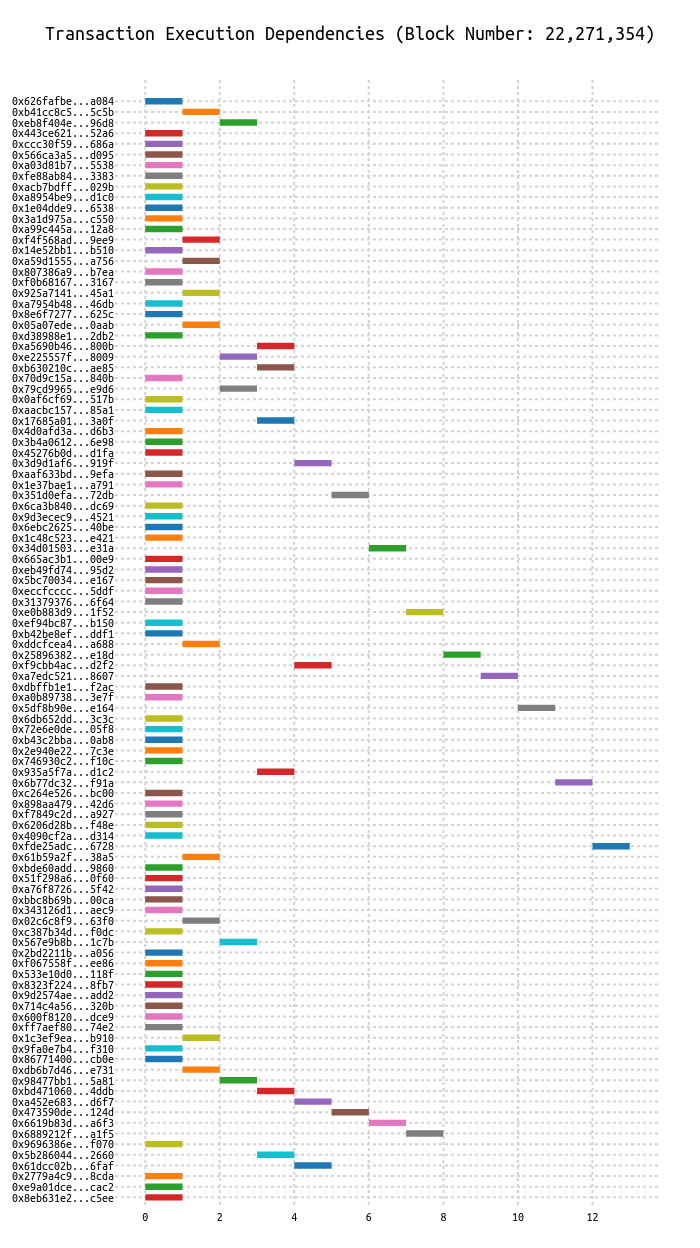 Transaction Execution Dependencies (Block Number: 22,271,354)
0x626fafbe...a084
0xb41cc8c5...5c5b
0xeb8f404e...96d8
0x443ce621...52a6
0xccc30f59...686a
0x566ca3a5...d095
0xa03d81b7...5538
0xfe88ab84...3383
0xacb7bdff...029b
0xa8954be9...d1c0
0x1e04dde9...6538
0x3a1d975a...c550
0xa99c445a...12a8
0xf4f568ad...9ee9
0x14e52bb1...b510
0xa59d1555...a756
0x807386a9...b7ea
0xf0b68167...3167
0x925a7141...45a1
0xa7954b48...46db
0x8e6f7277...625c
0x05a07ede...0aab
0xd38988e1...2db2
0xa5690b46...800b
0xe225557f...8009
0xb630210c...ae85
0x70d9c15a...840b
0x79cd9965...e9d6
0x0af6cf69...517b
0xaacbc157...85a1
0x17685a01...3a0f
0x4d0afd3a...d6b3
0x3b4a0612...6e98
0x45276b0d...d1fa
0x3d9d1af6...919f
0xaaf633bd...9efa
0x1e37bae1...a791
0x351d0efa...72db
0x6ca3b840...dc69
0x9d3ecec9...4521
0x6ebc2625...40be
0x1c48c523...e421
0x34d01503...e31a
0x665ac3b1...00e9
0xeb49fd74...95d2
0x5bc70034...e167
0xeccfcccc...5ddf
0x31379376...6f64
0xe0b883d9...1f52
0xef94bc87...b150
0xb42be8ef...ddf1
0xddcfcea4...a688
0x25896382...e18d
0xf9cbb4ac...d2f2
0xa7edc521...8607
0xdbffb1e1...f2ac
0xa0b89738...3e7f
0x5df8b90e...e164
0x6db652dd...3c3c
0x72e6e0de...05f8
0xb43c2bba...0ab8
0x2e940e22...7c3e
0x746930c2...f10c
0x935a5f7a...d1c2
0x6b77dc32...f91a
0xc264e526...bc00
0x898aa479...42d6
0xf7849c2d...a927
0x6206d28b...f48e
0x4090cf2a...d314
0xfde25adc...6728
0x61b59a2f...38a5
0xbde60add...9860
0x51f298a6...0f60
0xa76f8726...5f42
0xbbc8b69b...00ca
0x343126d1...aec9
0x02c6c8f9...63f0
0xc387b34d...f0dc
0x567e9b8b...1c7b
0x2bd2211b...a056
0xf067558f...ee86
0x533e10d0...118f
0x8323f224...8fb7
0x9d2574ae...add2
0x714c4a56...320b
0x600f8120...dce9
0xff7aef80...74e2
0x1c3ef9ea...b910
0x9fa0e7b4...f310
0x86771400...cb0e
0xdb6b7d46...e731
0x98477bb1...5a81
0xbd471060...4ddb
0xa452e683...d6f7
0x473590de...124d
0x6619b83d...a6f3
0x6889212f...a1f5
0x9696386e...f070
0x5b286044...2660
0x61dcc02b...6faf
0x2779a4c9...8cda
0xe9a01dce...cac2
0x8eb631e2...c5ee
0 2 4 6 8 10 12